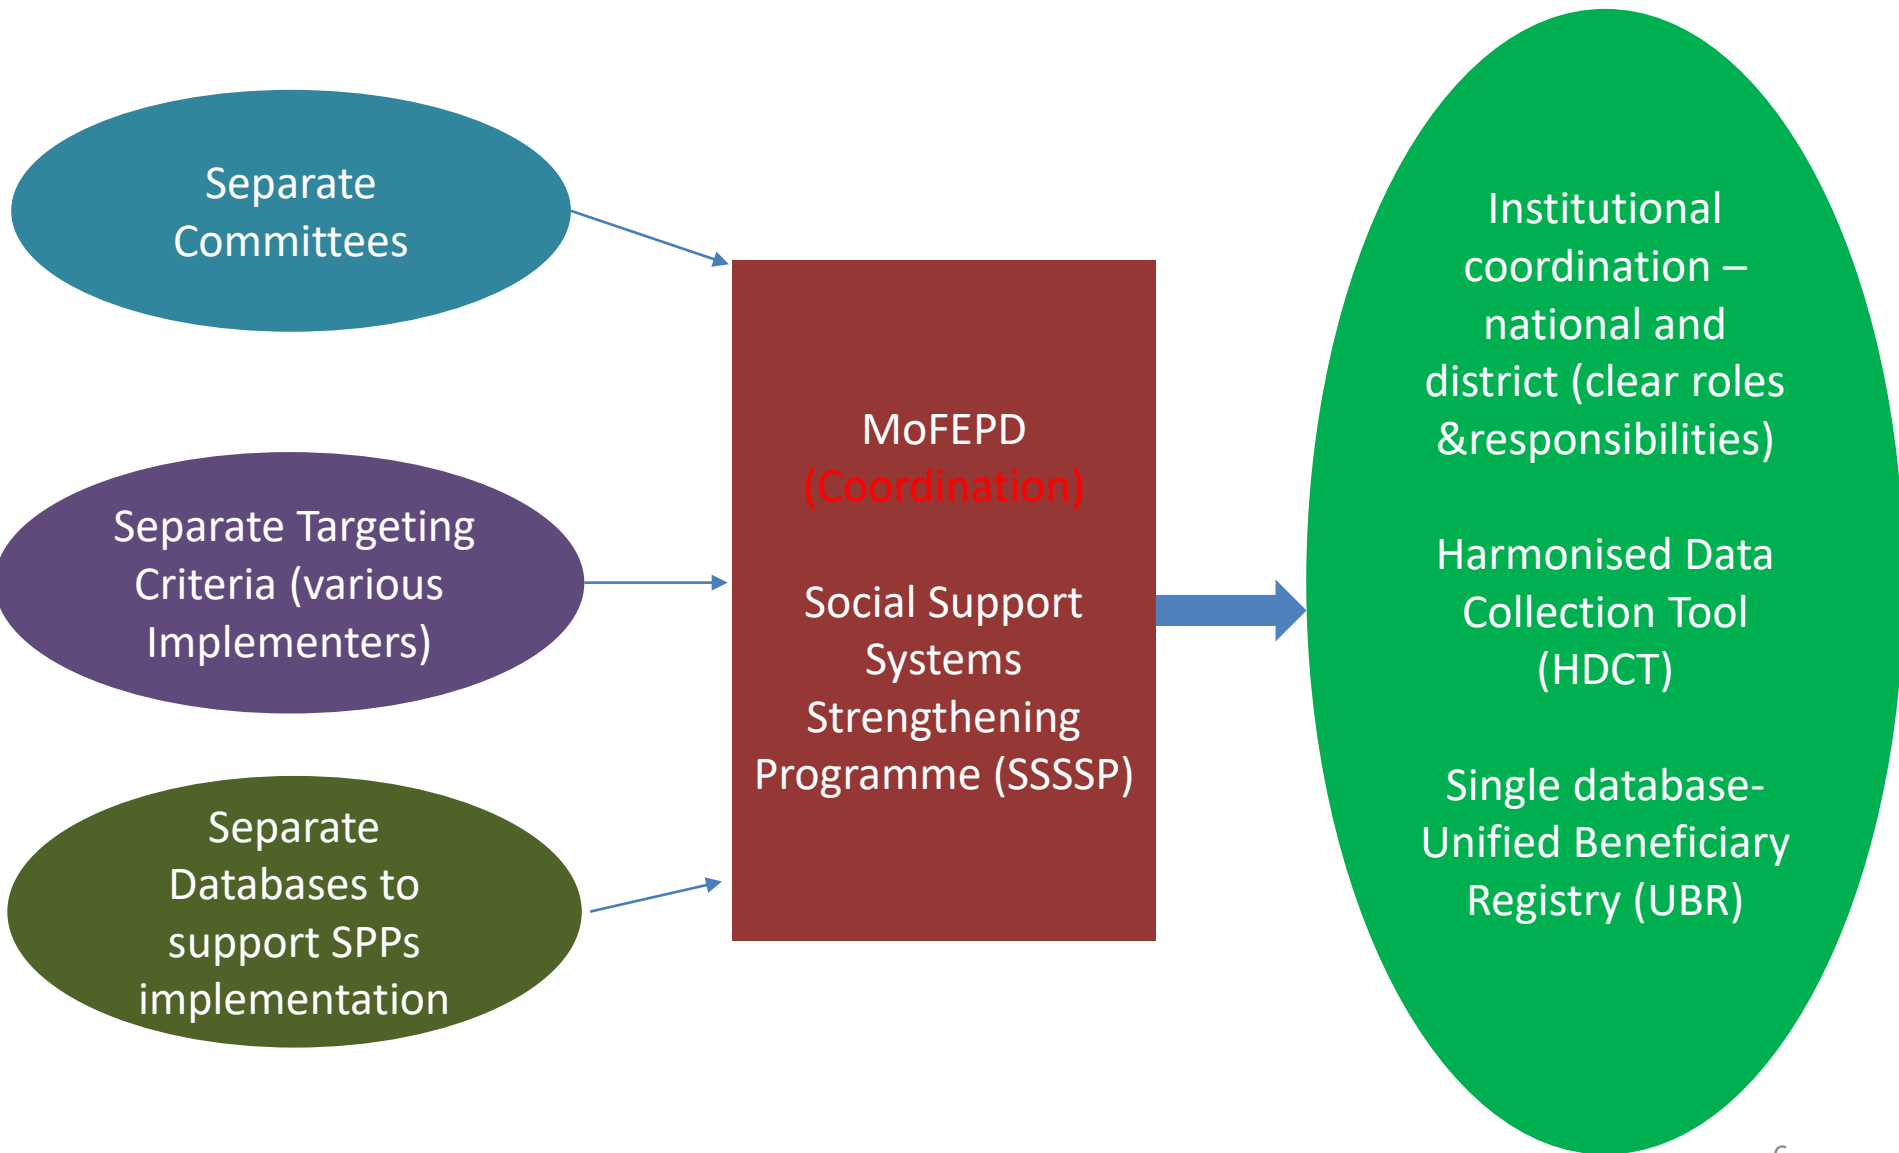 Separate
Committees
Separate Targeting
Criteria (various
Implementers)
Separate
Databases to
support SPPs
implementation
MoFEPD
(Coordination)
Social Support
Systems
Strengthening
Programme (SSSSP)
Institutional
coordination –
national and
district (clear roles
&responsibilities)
Harmonised Data
Collection Tool
(HDCT)
Single database-
Unified Beneficiary
Registry (UBR)